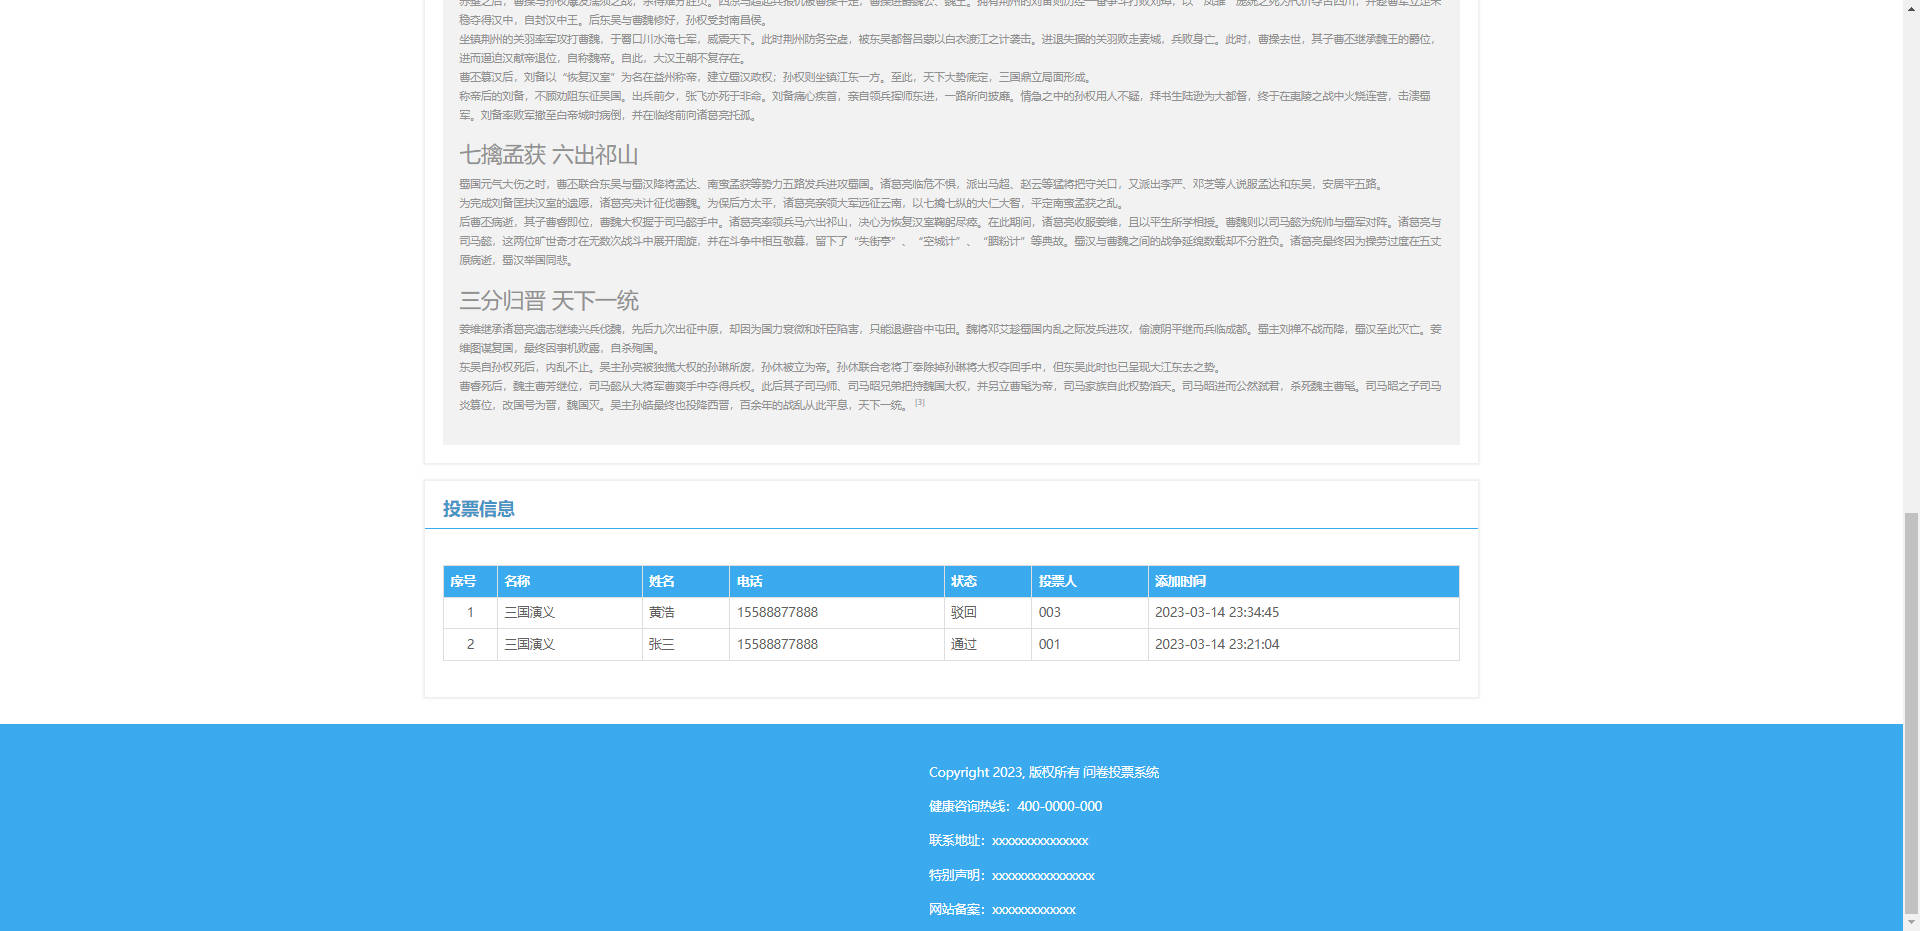 稳夺得汉中，自封汉中王。后东吴与曹魏修好，孙权受封南昌侯。
坐镇荆州的关羽率军攻打曹魏，于罾口川水淹七军，威震天下。此时荆州防务空虚，被东吴都督吕蒙以白衣渡江之计袭击。进退失据的关羽败走麦城，兵败身亡。此时，曹操去世，其子曹丕继承魏王的爵位，
进而逼迫汉献帝退位，自称魏帝。自此，大汉王朝不复存在。
曹丕篡汉后，刘备以“恢复汉室”为名在益州称帝，建立蜀汉政权；孙权则坐镇江东一方。至此，天下大势庞定，三国鼎立局面形成。
称帝后的刘备，不顾劝阻东征吴国。出兵前夕，张飞亦死于非命。刘备痛心疾首，亲自领兵挥师东进，一路所向披靡。情急之中的孙权用人不疑，拜书生陆逊为大都督，终于在夷陵之战中火烧连营，击溃蜀
军。刘备率败军撤至白帝城时病倒，并在临终前向诸葛亮托孤。
七擒孟获 六出祁山
蜀国元气大伤之时，曹丕联合东吴与蜀汉降将孟达、南蛮孟获等势力五路发兵进攻蜀国。诸葛亮临危不惧，派出马超、赵云等猛将把守关口，又派出李严、邓芝等人说服孟达和东吴，安居平五路。
为完成刘备匡扶汉室的遗愿，诸葛亮决计征伐曹魏。为保后方太平，诸葛亮亲领大军远征云南，以七擒七纵的大仁大智，平定南蛮孟获之乱。
后曹丕病逝，其子曹睿即位，曹魏大权握于司马懿手中。诸葛亮率领兵马六出祁山，决心为恢复汉室鞠躬尽瘁。在此期间，诸葛亮收服姜维，且以平生所学相授。曹魏则以司马懿为统帅与蜀军对阵。诸葛亮与
司马懿，这两位旷世奇才在无数次战斗中展开周旋，并在斗争中相互敬慕，留下了“失街亭”、“空城计”、“胭粉计”等典故。蜀汉与曹魏之间的战争延绵数载却不分胜负。诸葛亮最终因为操劳过度在五丈
原病逝，蜀汉举国同悲。
三分归晋 天下一统
姜维继承诸葛亮遗志继续兴兵伐魏，先后九次出征中原，却因为国力衰微和奸臣陷害，只能退避沓中屯田。魏将邓艾趁蜀国内乱之际发兵进攻，偷渡阴平继而兵临成都。蜀主刘禅不战而降，蜀汉至此灭亡。姜
维图谋复国，最终因事机败露，自杀殉国。
东吴自孙权死后，内乱不止。吴主孙亮被独揽大权的孙琳所废，孙休被立为帝。孙休联合老将丁奉除掉孙琳将大权夺回手中，但东吴此时也已呈现大江东去之势。
曹睿死后，魏主曹芳继位，司马懿从大将军曹爽手中夺得兵权。此后其子司马师、司马昭兄弟把持魏国大权，并另立曹髦为帝，司马家族自此权势滔天。司马昭进而公然弑君，杀死魏主曹髦。司马昭之子司马
炎篡位，改国号为晋，魏国灭。吴主孙皓最终也投降西晋，百余年的战乱从此平息，天下一统。 [3]
投票信息
序号 名称 姓名 电话 状态 投票人 添加时间
1 三国演义 黄浩 15588877888 驳回 003 2023-03-14 23:34:45
2 三国演义 张三 15588877888 通过 001 2023-03-14 23:21:04
Copyright 2023, 版权所有 问卷投票系统
健康咨询热线：400-0000-000
联系地址：xxxxxxxxxxxxxxx
特别声明：xxxxxxxxxxxxxxxx
网站备案：xxxxxxxxxxxxx